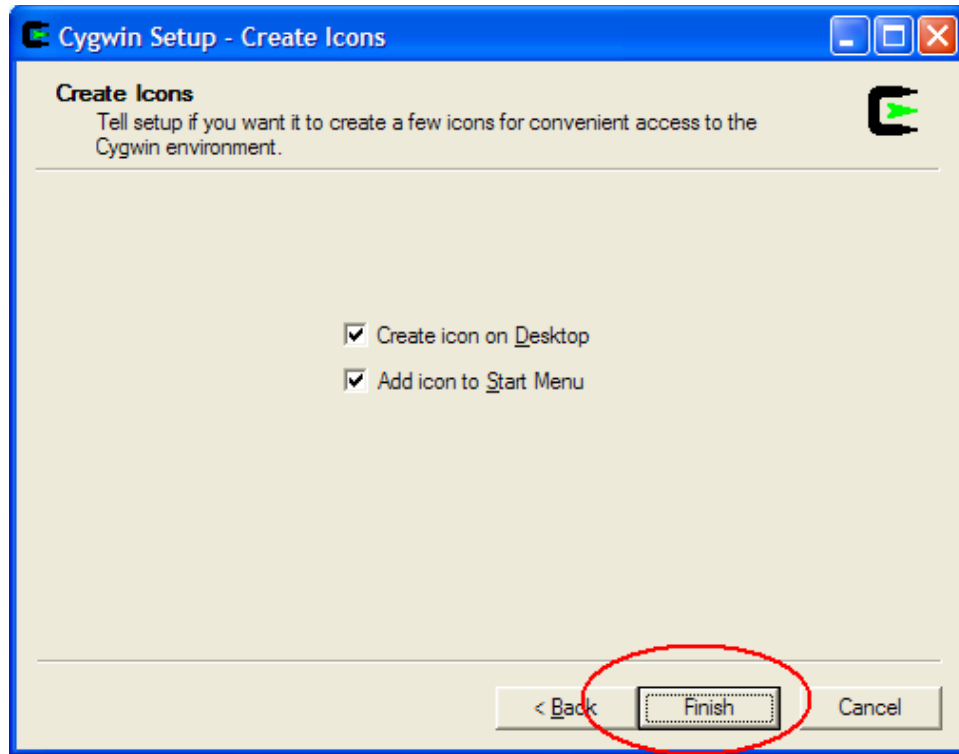 Cygwin Setup - Create Icons
Create Icons
Tell setup if you want it to create a few icons for convenient access to the
Cygwin environment.
Create icon on Desktop
Add icon to Start Menu
< Back Finish Cancel